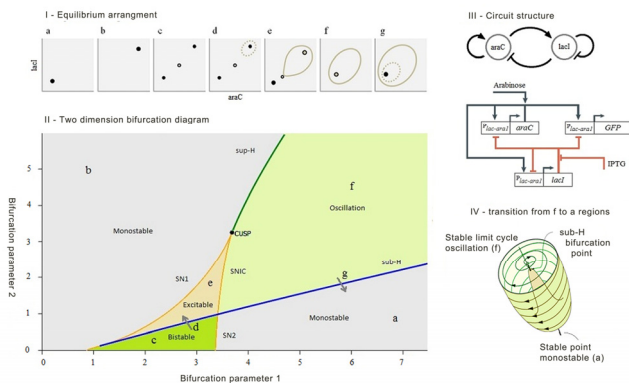 I - Equilibrium arrangment
a
b
c
d
e
f
g
lacI
araC
II - Two dimension bifurcation diagram
Bifurcation parameter 2
5
4
3
2
1
0
b
Monostable
sup-H
f
Oscillation
CUSP
SN1
SNIC
e
Excitable
sub-H
g
d
Bistable
c
SN2
Monostable
a
0
1
2
3
4
5
6
7
Bifurcation parameter 1
III - Circuit structure
araC
lacI
Arabinose
Plac-ara1
araC
Plac-ara1
GFP
IPTG
Plac-ara1
lacI
IV - transition from f to a regions
Stable limit cycle
oscillation (f)
sub-H
bifurcation
point
Stable point
monostable (a)